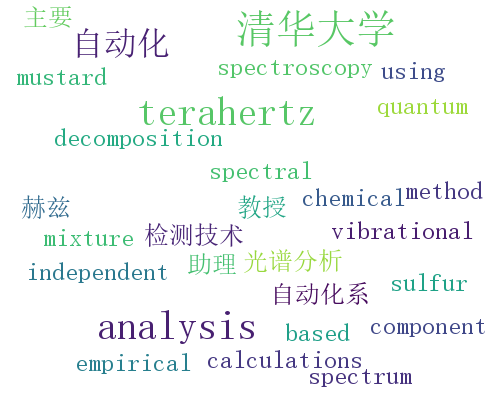 主要
清华大学
自动化
spectroscopy using
mustard
terahertz quantum
decomposition
spectral
赫兹 教授 chemical method
mixture 检测技术 vibrational
independent 助理 光谱分析
自动化系 sulfur
analysis based component
empirical calculations
spectrum